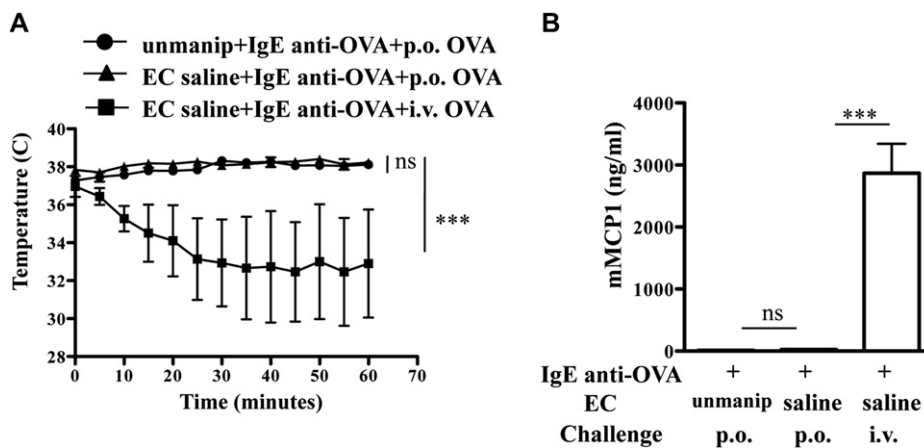 A
unmanip+IgE anti-OVA+p.o. OVA
EC saline+IgE anti-OVA+p.o. OVA
EC saline+IgE anti-OVA+i.v. OVA
Temperature (C)
40
38
36
34
32
30
28
ns
***
0 10 20 30 40 50 60 70
Time (minutes)
B
mMCP1 (ng/ml)
4000
3000
2000
1000
0
ns
***
IgE anti-OVA + + +
EC unmanip saline saline
Challenge p.o. p.o. i.v.